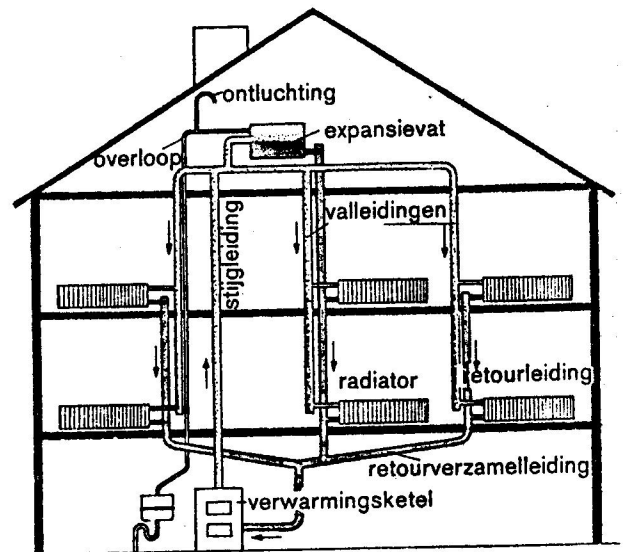 ontluchting
expansievat
overloop
valleidingen
stijgleiding
radiator
retourleiding
retourverzamelleiding
verwarmingsketel